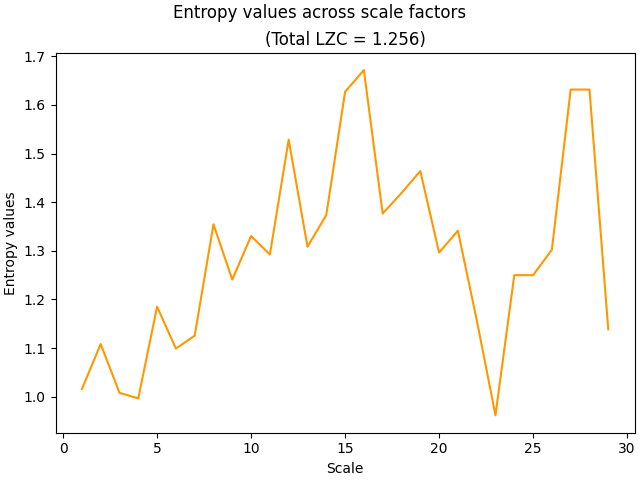 Entropy values across scale factors
(Total LZC = 1.256)
1.7
1.6
1.5
1.4
1.3
1.2
1.1
1.0
Entropy values
0 5 10 15 20 25 30
Scale